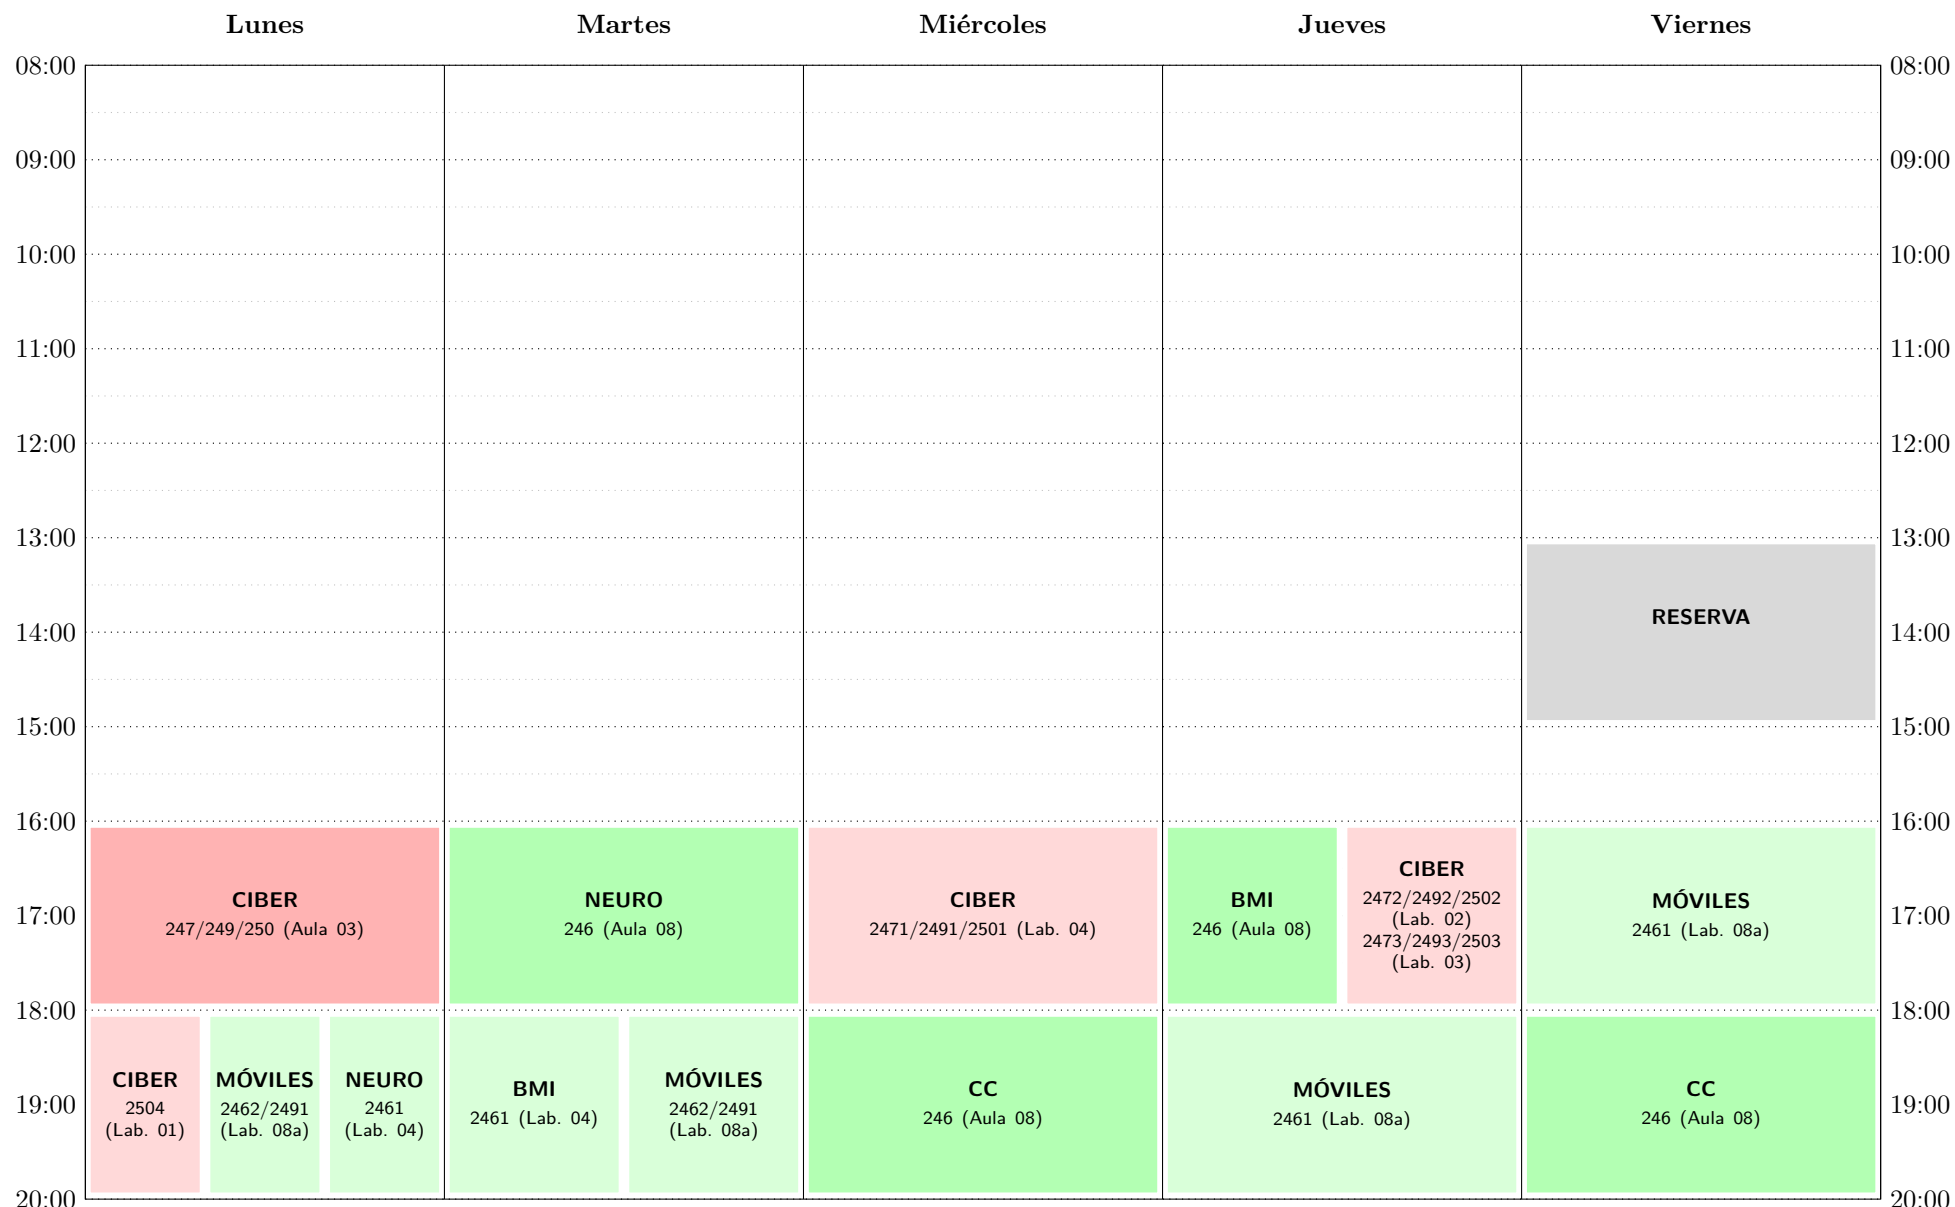 Lunes
Martes
Miércoles
Jueves
Viernes
08:00
08:00
09:00
09:00
10:00
10:00
11:00
11:00
12:00
12:00
13:00
13:00
RESERVA
14:00
14:00
15:00
15:00
16:00
16:00
CIBER
247/249/250 (Aula 03)
NEURO
246 (Aula 08)
CIBER
2471/2491/2501 (Lab. 04)
BMI
246 (Aula 08)
CIBER
2472/2492/2502
(Lab. 02)
2473/2493/2503
(Lab. 03)
MÓVILES
2461 (Lab. 08a)
17:00
17:00
18:00
18:00
CIBER
2504
(Lab. 01)
MÓVILES
2462/2491
(Lab. 08a)
NEURO
2461
(Lab. 04)
BMI
2461 (Lab. 04)
MÓVILES
2462/2491
(Lab. 08a)
CC
246 (Aula 08)
MÓVILES
2461 (Lab. 08a)
CC
246 (Aula 08)
19:00
19:00
20:00
20:00